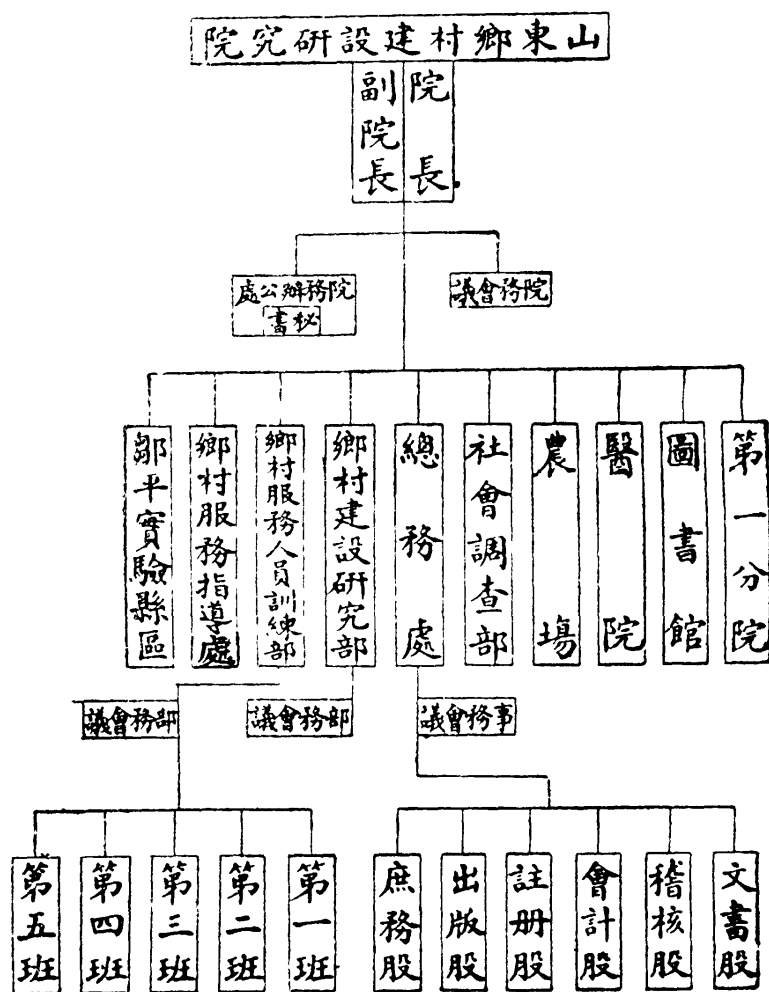 山東鄉村建設研究院
院長
副院長
院務會議
院務辦公處
秘書
第一分院
圖書館
醫院
農場
社會調查部
總務處
鄉村建設研究部
鄉村服務人員訓練部
鄉村服務指導處
鄒平實驗縣區
事務會議
部務會議
部務會議
文書股
稽核股
會計股
註册股
出版股
庶務股
第一班
第二班
第三班
第四班
第五班